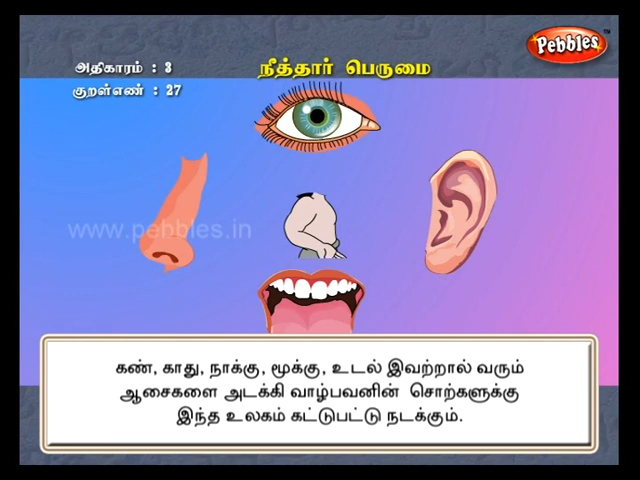 Pebbles™
அதிகாரம் : 3
நீத்தார் பெருமை
குறள்எண் : 27
www.pebbles.in
கண், காது, நாக்கு, மூக்கு, உடல் இவற்றால் வரும்
ஆசைகளை அடக்கி வாழ்பவனின் சொற்களுக்கு
இந்த உலகம் கட்டுபட்டு நடக்கும்.